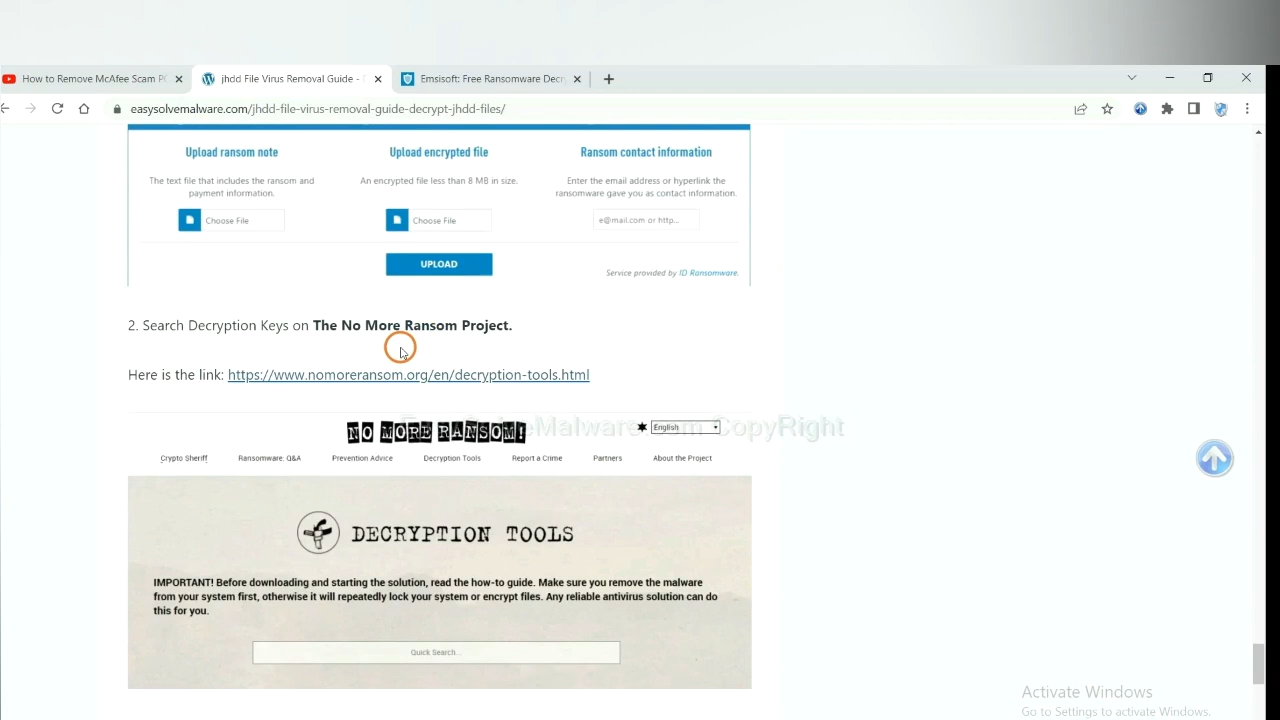 How to Remove McAfee Scam P
jhdd File Virus Removal Guide -
Emsisoft: Free Ransomware Decr
easysolvemalware.com/jhdd-file-virus-removal-guide-decrypt-jhdd-files/
Upload ransom note
Upload encrypted file
Ransom contact information
The text file that includes the ransom and
payment information.
An encrypted file less than 8 MB in size.
Enter the email address or hyperlink the
ransomware gave you as contact information.
Choose File
Choose File
e@mail.com or http...
UPLOAD
Service provided by ID Ransomware.
2. Search Decryption Keys on The No More Ransom Project.
Here is the link: https://www.nomoreransom.org/en/decryption-tools.html
NO MORE RANSOM!
English
EasySolveMalware.com CopyRight
Crypto Sheriff
Ransomware: Q&A
Prevention Advice
Decryption Tools
Report a Crime
Partners
About the Project
DECRYPTION TOOLS
IMPORTANT! Before downloading and starting the solution, read the how-to guide. Make sure you remove the malware
from your system first, otherwise it will repeatedly lock your system or encrypt files. Any reliable antivirus solution can do
this for you.
Quick Search...
Activate Windows
Go to Settings to activate Windows.